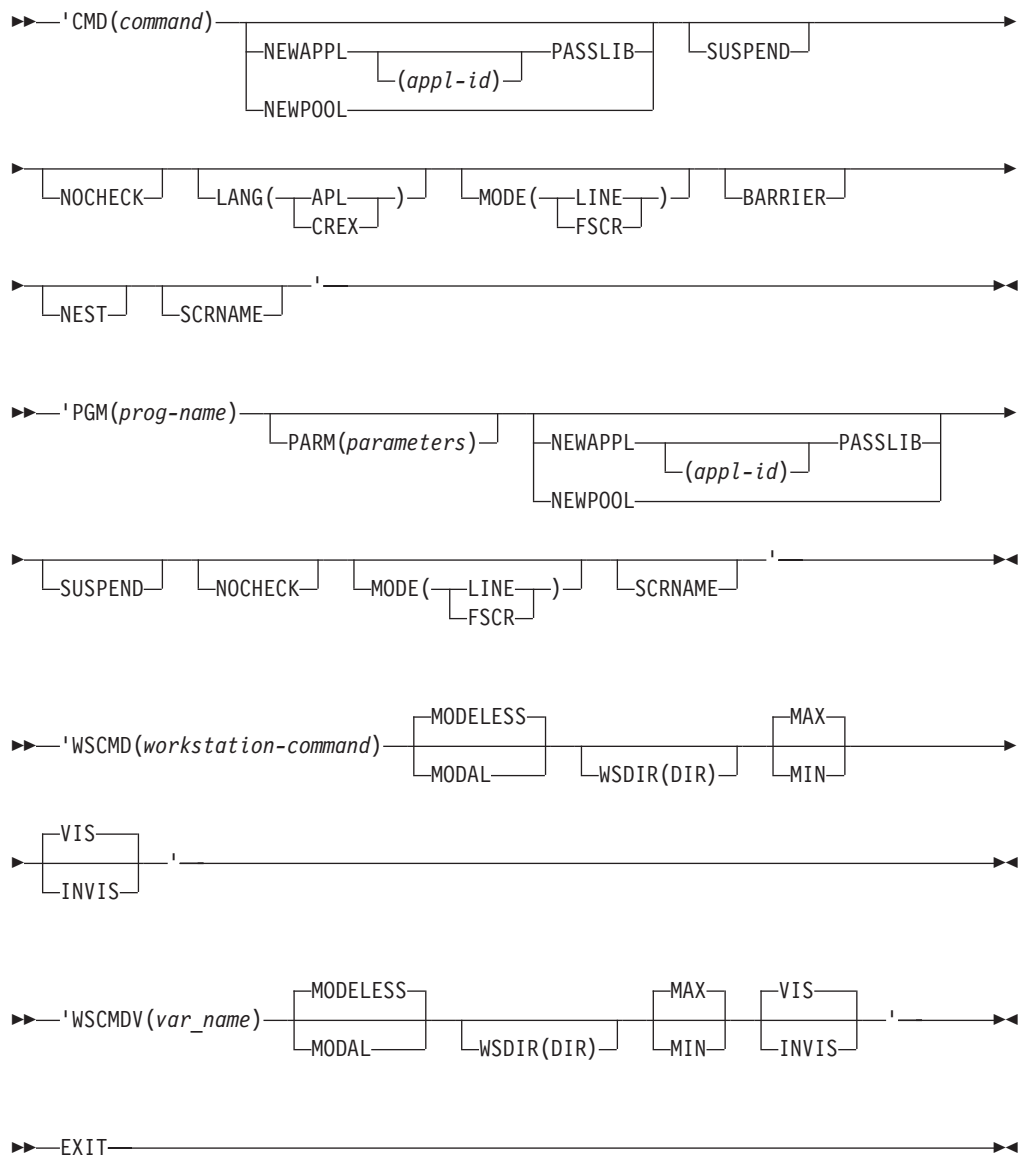 'CMD(command)
NEWAPPL PASSLIB SUSPEND
(appl-id)
NEWPOOL
NOCHECK LANG( APL ) MODE( LINE ) BARRIER
CREX FSCR
NEST SCRNAME '
'PGM(prog-name)
PARM(parameters) NEWAPPL PASSLIB
(appl-id)
NEWPOOL
'
SUSPEND NOCHECK MODE( LINE ) SCRNAME
FSCR
MODELESS MAX
'WSCMD(workstation-command)
MODAL WSDIR(DIR) MIN
VIS
'
INVIS
MODELESS MAX VIS
'WSCMDV(var_name) '
MODAL WSDIR(DIR) MIN INVIS
EXIT